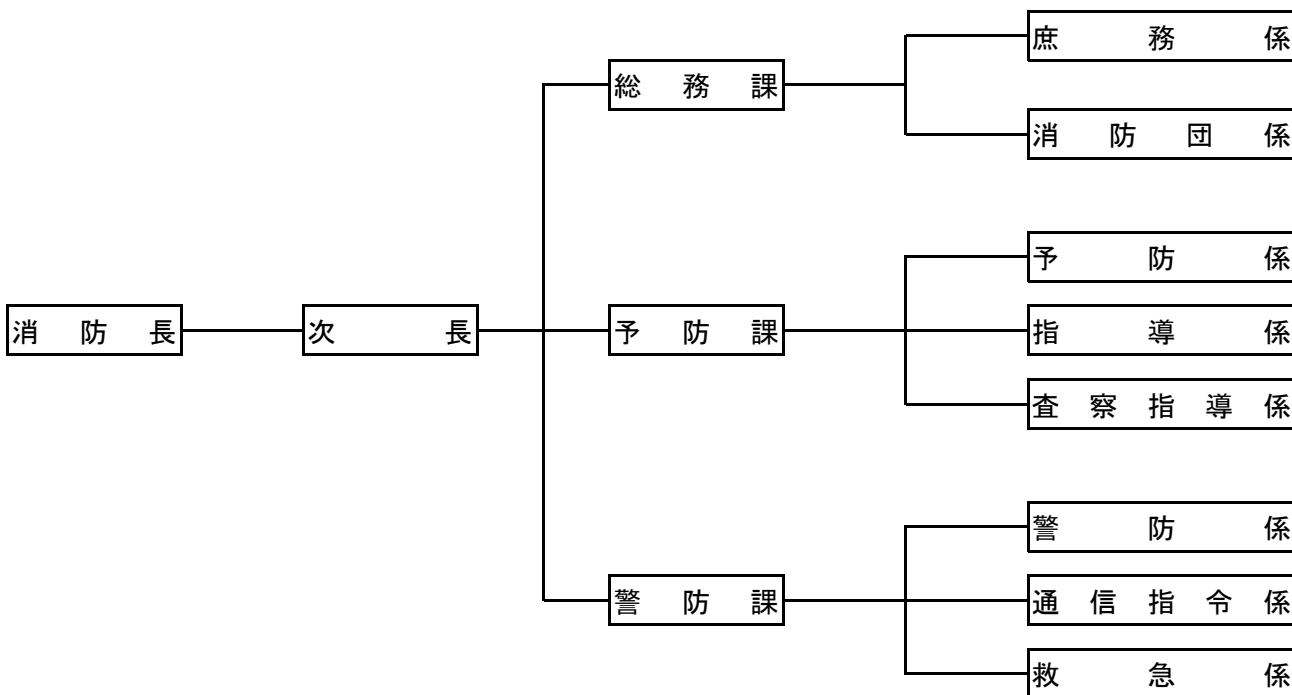 消防長
次長
総務課
庶務係
消防団係
予防課
予防係
指導係
査察指導係
警防課
警防係
通信指令係
救急係